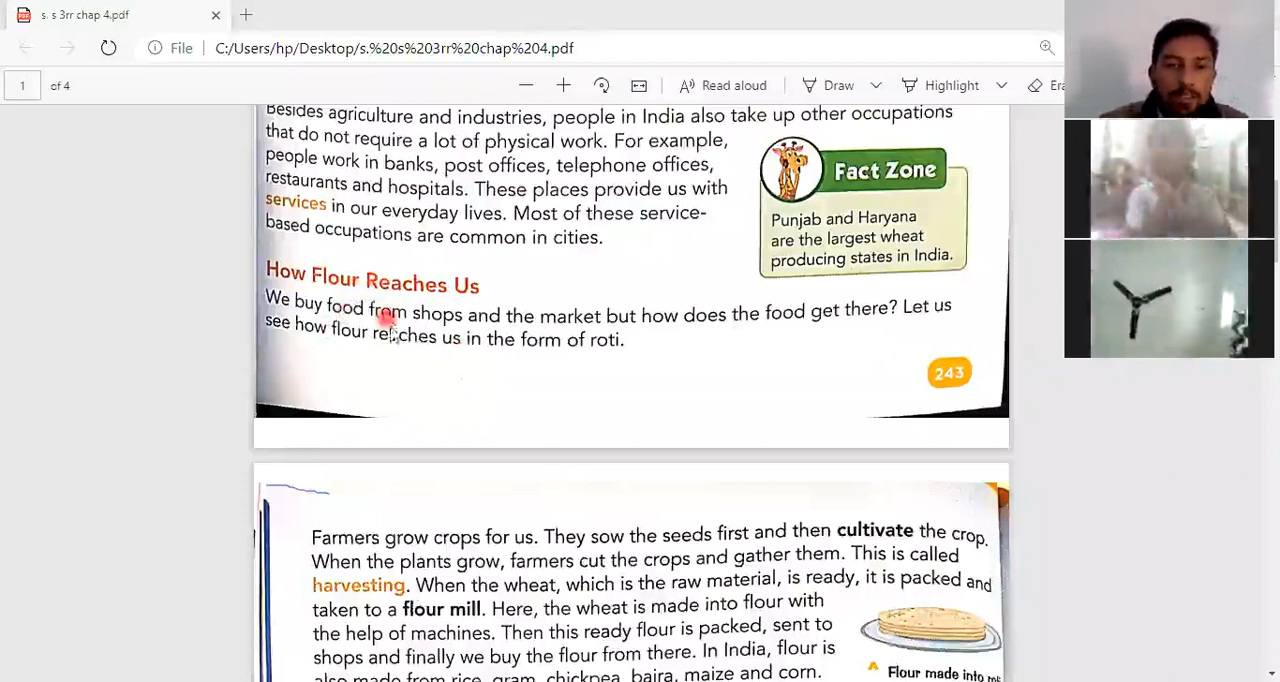 s. s 3rr chap 4.pdf
File C:/Users/hp/Desktop/s.%20s%203rr%20chap%204.pdf
1 of 4 Read aloud Draw Highlight
Besides agriculture and industries, people in India also take up other occupations
that do not require a lot of physical work. For example,
people work in banks, post offices, telephone offices,
restaurants and hospitals. These places provide us with
services in our everyday lives. Most of these service-
based occupations are common in cities.
Fact Zone
Punjab and Haryana
are the largest wheat
producing states in India.
How Flour Reaches Us
We buy food from shops and the market but how does the food get there? Let us
see how flour reaches us in the form of roti.
243
Farmers grow crops for us. They sow the seeds first and then cultivate the crop.
When the plants grow, farmers cut the crops and gather them. This is called
harvesting. When the wheat, which is the raw material, is ready, it is packed and
taken to a flour mill. Here, the wheat is made into flour with
the help of machines. Then this ready flour is packed, sent to
shops and finally we buy the flour from there. In India, flour is
also made from rice, gram, chickpea, bajra, maize and corn.
Flour made into